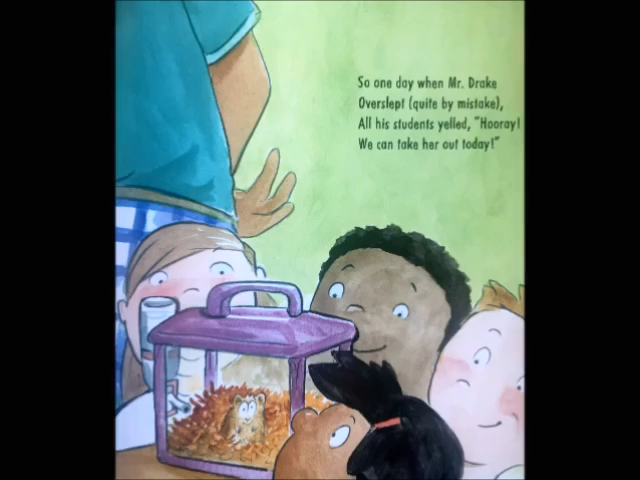 So one day when Mr. Drake
Overslept (quite by mistake),
All his students yelled, "Hooray!
We can take her out today!"